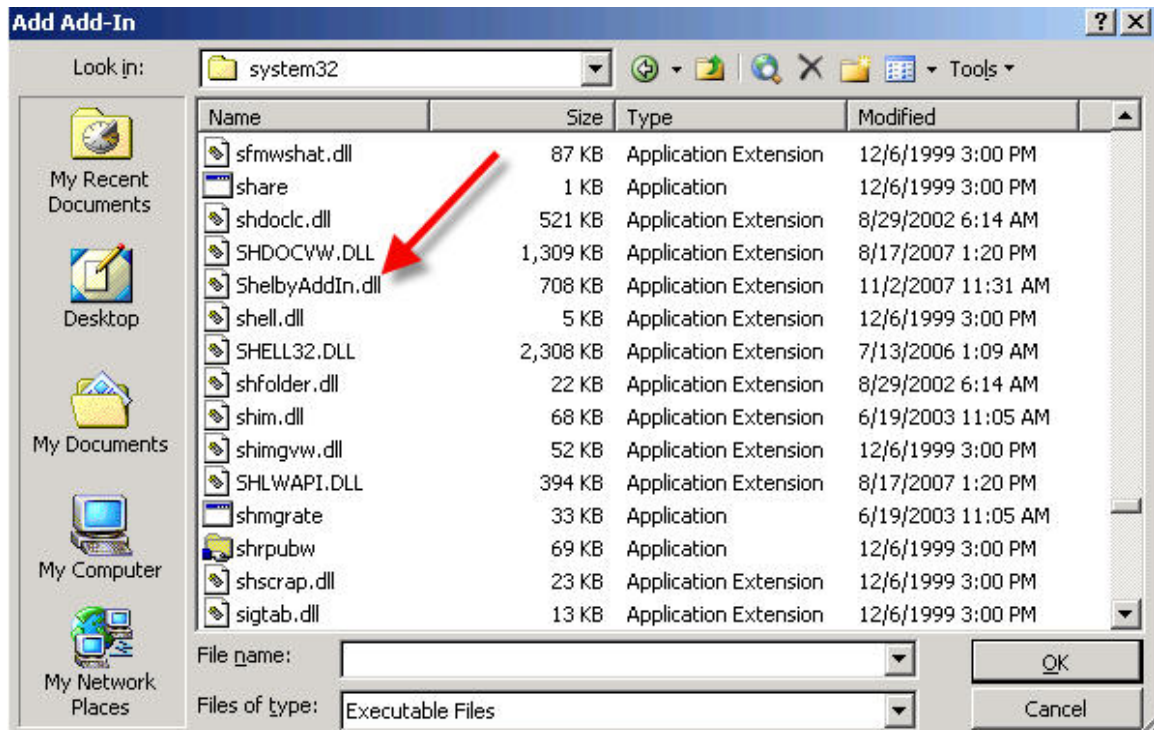 Add Add-In
Look in:
system32
Tools
Name Size Type Modified
sfmwshat.dll 87 KB Application Extension 12/6/1999 3:00 PM
share 1 KB Application 12/6/1999 3:00 PM
shdoclc.dll 521 KB Application Extension 8/29/2002 6:14 AM
SHDOCVW.DLL 1,309 KB Application Extension 8/17/2007 1:20 PM
ShelbyAddIn.dll 708 KB Application Extension 11/2/2007 11:31 AM
shell.dll 5 KB Application Extension 12/6/1999 3:00 PM
SHELL32.DLL 2,308 KB Application Extension 7/13/2006 1:09 AM
shfolder.dll 22 KB Application Extension 8/29/2002 6:14 AM
shim.dll 68 KB Application Extension 6/19/2003 11:05 AM
shimgvw.dll 52 KB Application Extension 12/6/1999 3:00 PM
SHLWAPI.DLL 394 KB Application Extension 8/17/2007 1:20 PM
shmgrate 33 KB Application 6/19/2003 11:05 AM
shrpubw 69 KB Application 12/6/1999 3:00 PM
shscrap.dll 23 KB Application Extension 12/6/1999 3:00 PM
sigtab.dll 13 KB Application Extension 12/6/1999 3:00 PM
My Recent
Documents
Desktop
My Documents
My Computer
My Network
Places
File name:
OK
Files of type: Executable Files
Cancel